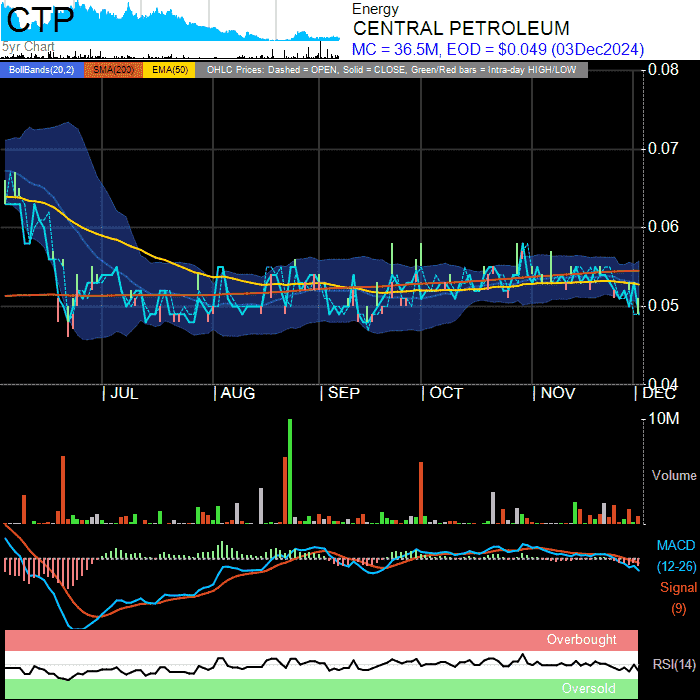 CTP
5yr Chart
Energy
CENTRAL PETROLEUM
MC = 36.5M, EOD = $0.049 (03Dec2024)
BollBands(20,2) SMA(200) EMA(50) OHLC Prices: Dashed = OPEN, Solid = CLOSE, Green/Red bars = Intra-day HIGH/LOW
0.08
0.07
0.06
0.05
0.04
| JUL | AUG | SEP | OCT | NOV | DEC
10M
Volume
MACD
(12-26)
Signal
(9)
Overbought
RSI(14)
Oversold